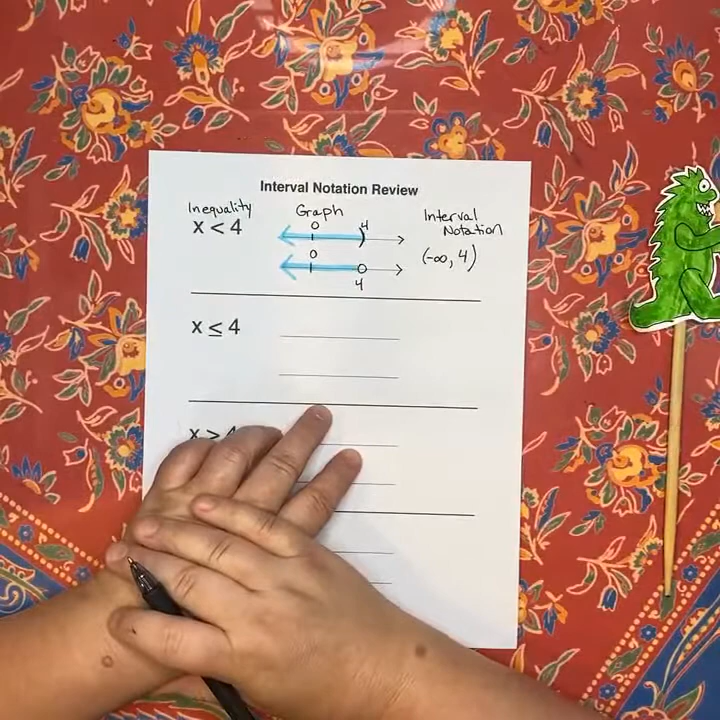 Interval Notation Review
Inequality Graph Interval Notation
x < 4
0 4
0
4
(-∞, 4)
x ≤ 4
x >